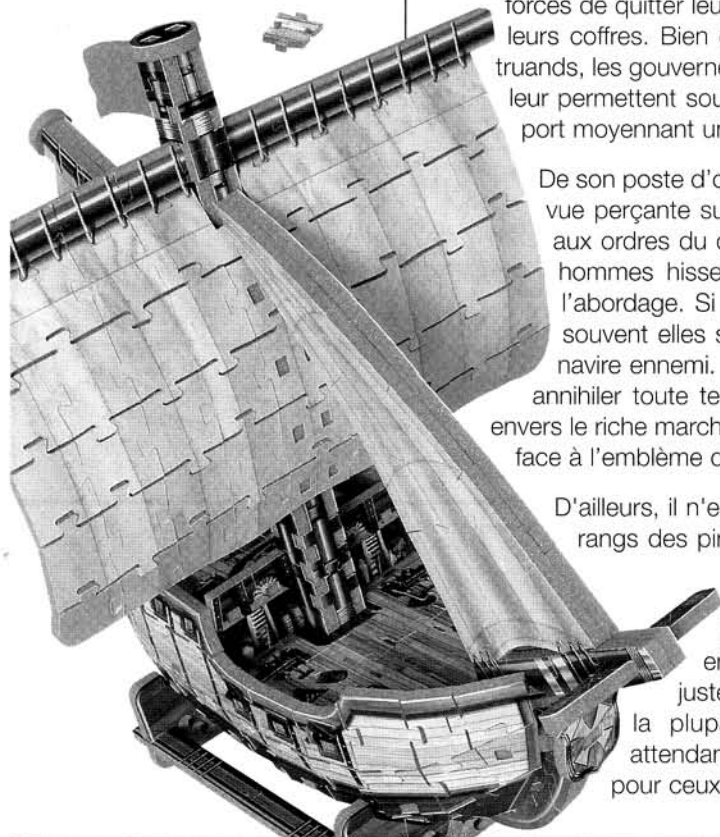 forces de quitter leu
leurs coffres. Bien
truands, les gouverne
leur permettent sou
port moyennant un
De son poste d'o
vue perçante su
aux ordres du
hommes hisse
l'abordage. Si
souvent elles s
navire ennemi.
annihiler toute te
envers le riche march
face à l'emblème d
D'ailleurs, il n'e
rangs des pir
en
juste
la plup
attendan
pour ceux